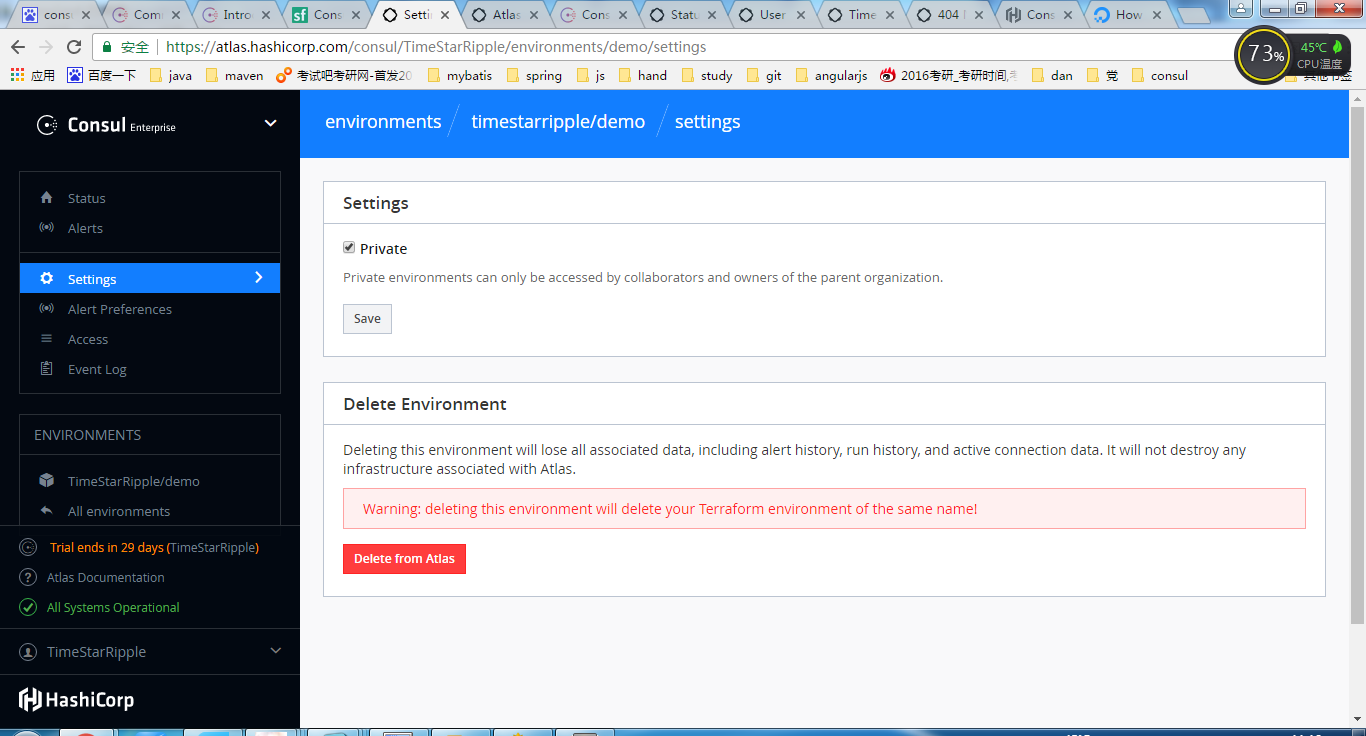 cons
Com
Intro
Cons
Setti
Atlas
Cons
Statu
User
Time
404
Cons
How
安全
https://atlas.hashicorp.com/consul/TimeStarRipple/environments/demo/settings
73%
45℃
CPU温度
应用
百度一下
java
maven
考试吧考研网-首发20
mybatis
spring
js
hand
study
git
angularjs
2016考研_考研时间,考
dan
党
consul
其他书签
Consul Enterprise
environments
timestarripple/demo
settings
Status
Alerts
Settings
Alert Preferences
Access
Event Log
ENVIRONMENTS
TimeStarRipple/demo
All environments
Trial ends in 29 days (TimeStarRipple)
Atlas Documentation
All Systems Operational
TimeStarRipple
HashiCorp
Settings
Private
Private environments can only be accessed by collaborators and owners of the parent organization.
Save
Delete Environment
Deleting this environment will lose all associated data, including alert history, run history, and active connection data. It will not destroy any
infrastructure associated with Atlas.
Warning: deleting this environment will delete your Terraform environment of the same name!
Delete from Atlas